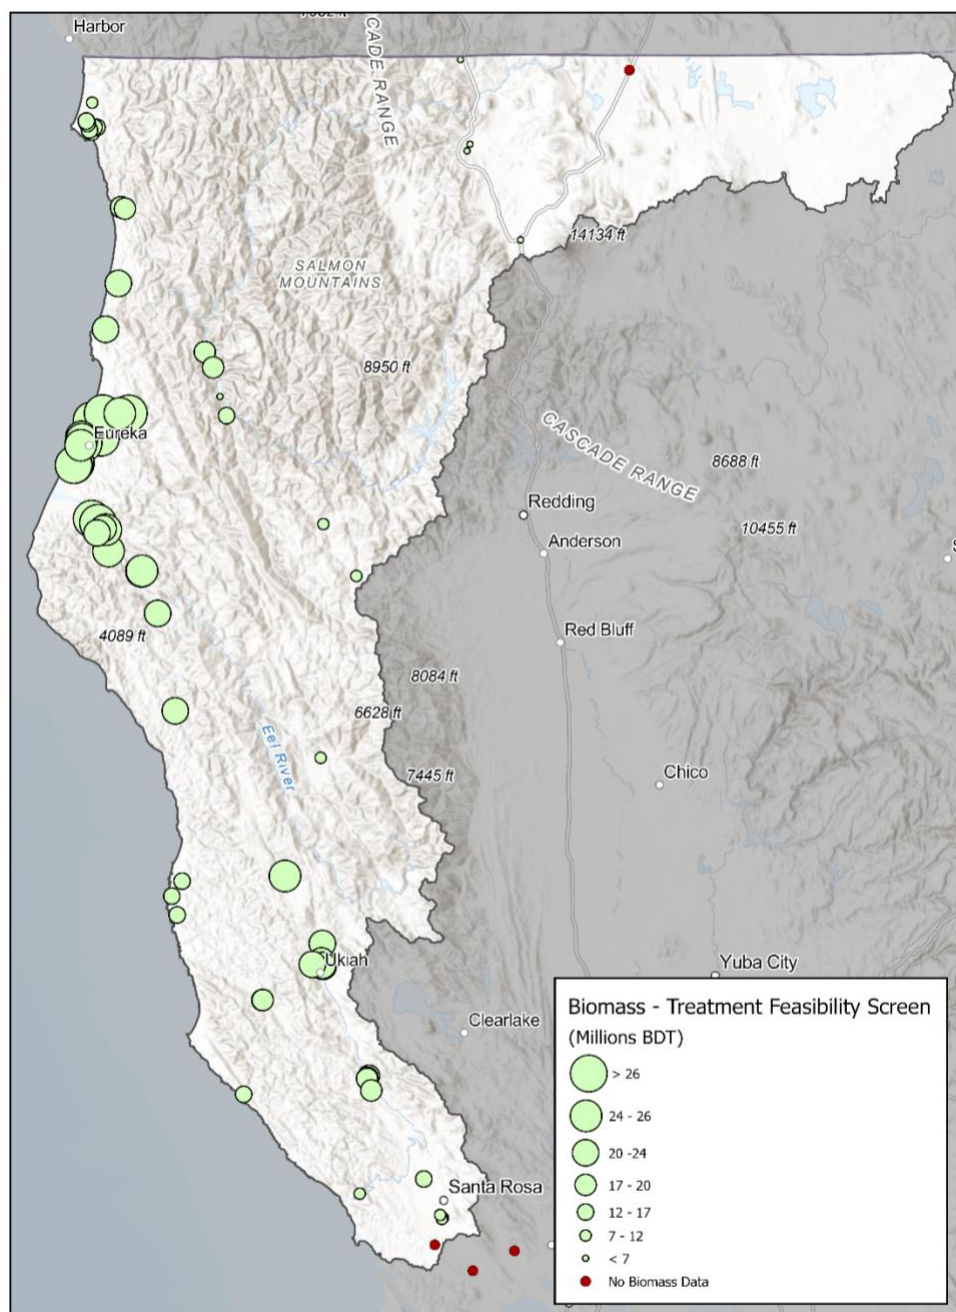 Harbor
CADE RANGE
14134 ft
SALMON
MOUNTAINS
8950 ft
Eureka
CASCADE RANGE
8688 ft
Redding
10455 ft
Anderson
Red Bluff
4089 ft
8084 ft
6628 ft
Eel River
7445 ft
Chico
Ukiah
Yuba City
Clearlake
Santa Rosa
Biomass - Treatment Feasibility Screen
(Millions BDT)
> 26
24 - 26
20 -24
17 - 20
12 - 17
7 - 12
< 7
No Biomass Data